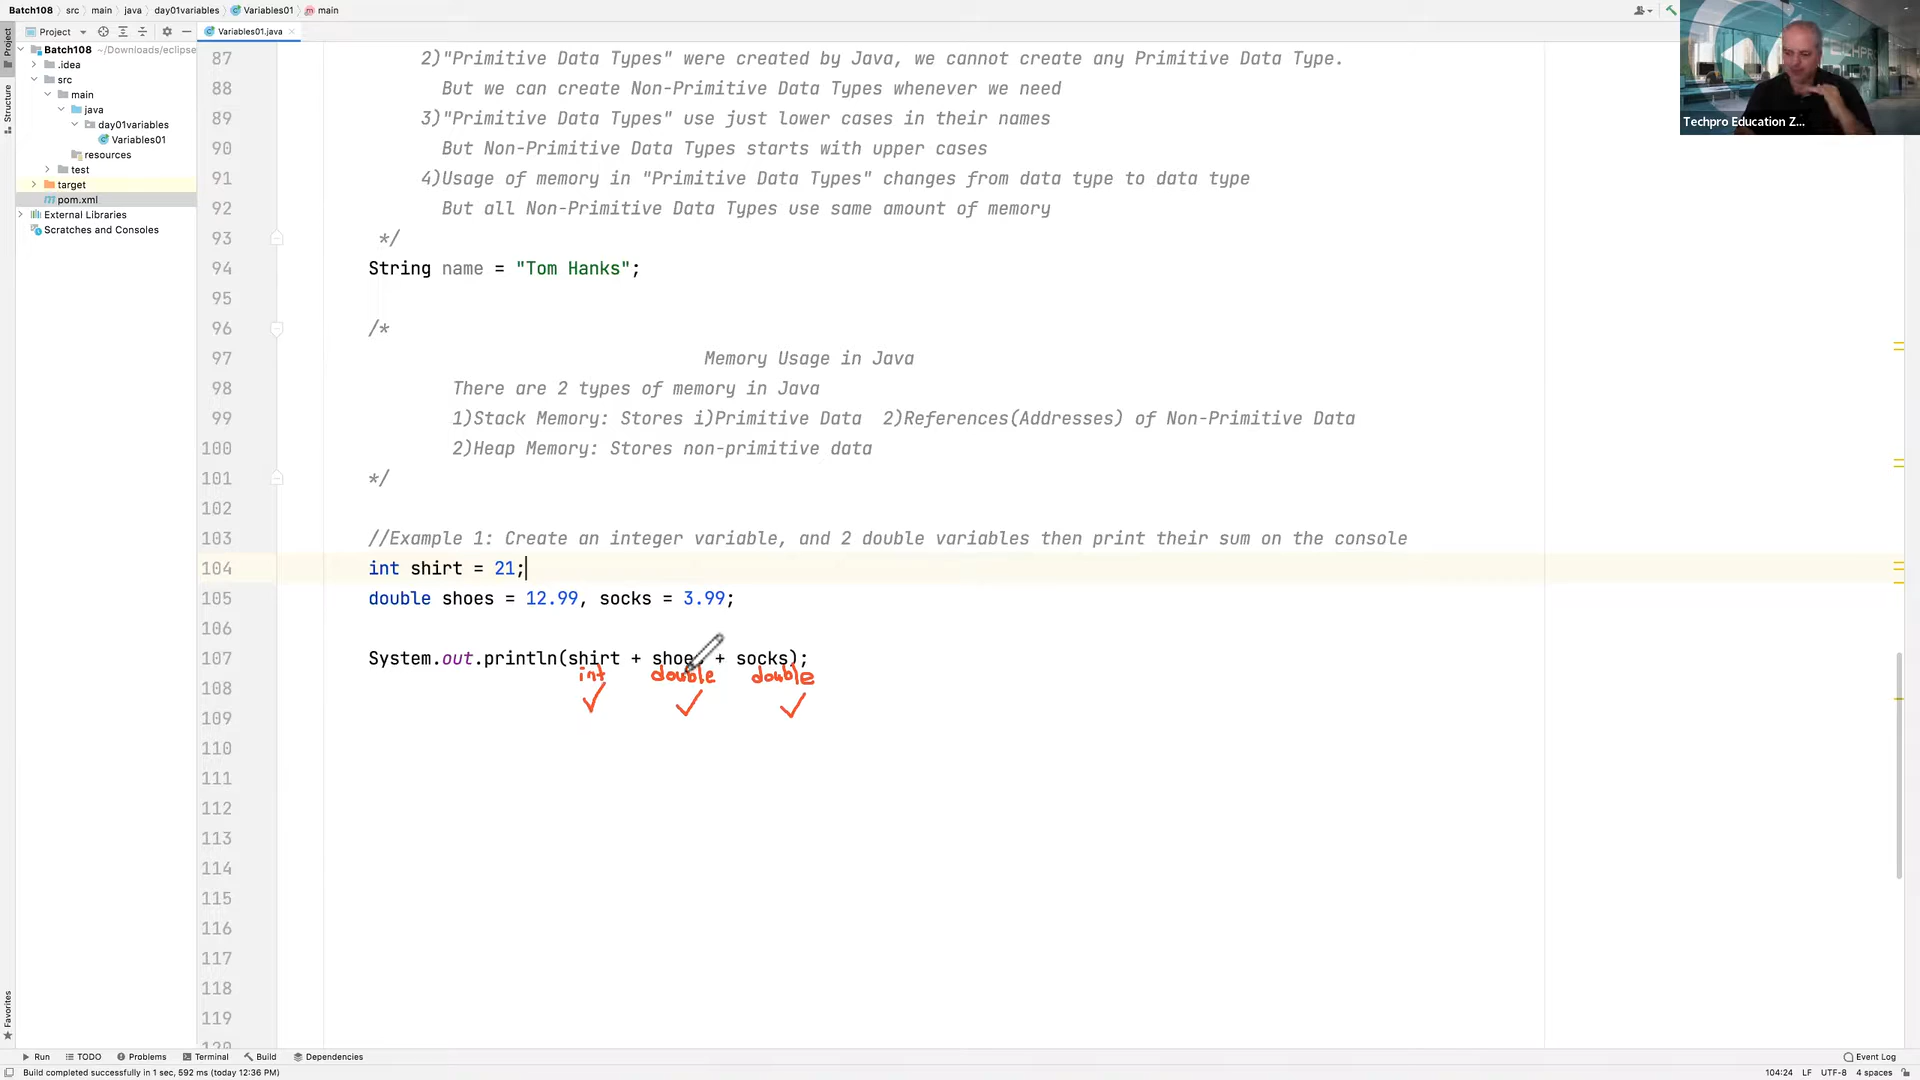 Batch108 src main java day01variables Variables01 main
Project Variables01.java
Batch108 ~/Downloads/eclipse
.idea
src
main
java
day01variables
Variables01
resources
test
target
pom.xml
External Libraries
Scratches and Consoles
Project
Structure
Favorites
87 2)"Primitive Data Types" were created by Java, we cannot create any Primitive Data Type.
88 But we can create Non-Primitive Data Types whenever we need
89 3)"Primitive Data Types" use just lower cases in their names
90 But Non-Primitive Data Types starts with upper cases
91 4)Usage of memory in "Primitive Data Types" changes from data type to data type
92 But all Non-Primitive Data Types use same amount of memory
93 */
94 String name = "Tom Hanks";
95
96 /*
97 Memory Usage in Java
98 There are 2 types of memory in Java
99 1)Stack Memory: Stores i)Primitive Data 2)References(Addresses) of Non-Primitive Data
100 2)Heap Memory: Stores non-primitive data
101 */
102
103 //Example 1: Create an integer variable, and 2 double variables then print their sum on the console
104 int shirt = 21;
105 double shoes = 12.99, socks = 3.99;
106
107 System.out.println(shirt + shoes + socks);
int double double
108
109
110
111
112
113
114
115
116
117
118
119
120
Techpro Education Z...
Run TODO Problems Terminal Build Dependencies Event Log
Build completed successfully in 1 sec, 592 ms (today 12:36 PM) 104:24 LF UTF-8 4 spaces